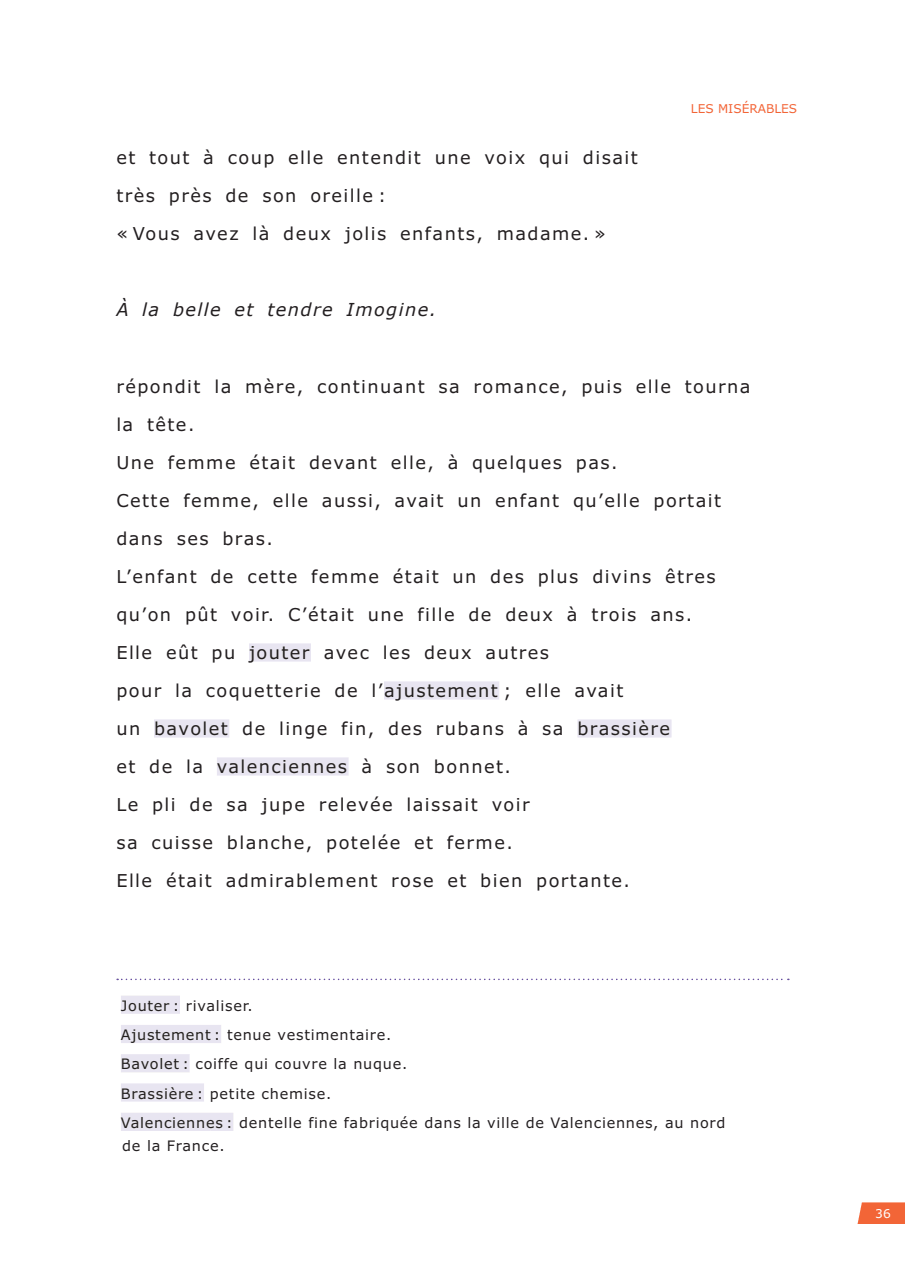 LES MISÉRABLES
et tout à coup elle entendit une voix qui disait
très près de son oreille :
« Vous avez là deux jolis enfants, madame. »
À la belle et tendre Imogine.
répondit la mère, continuant sa romance, puis elle tourna
la tête.
Une femme était devant elle, à quelques pas.
Cette femme, elle aussi, avait un enfant qu’elle portait
dans ses bras.
L’enfant de cette femme était un des plus divins êtres
qu’on pût voir. C’était une fille de deux à trois ans.
Elle eût pu jouter avec les deux autres
pour la coquetterie de l’ajustement ; elle avait
un bavolet de linge fin, des rubans à sa brassière
et de la valenciennes à son bonnet.
Le pli de sa jupe relevée laissait voir
sa cuisse blanche, potelée et ferme.
Elle était admirablement rose et bien portante.
Jouter : rivaliser.
Ajustement : tenue vestimentaire.
Bavolet : coiffe qui couvre la nuque.
Brassière : petite chemise.
Valenciennes : dentelle fine fabriquée dans la ville de Valenciennes, au nord
de la France.
36